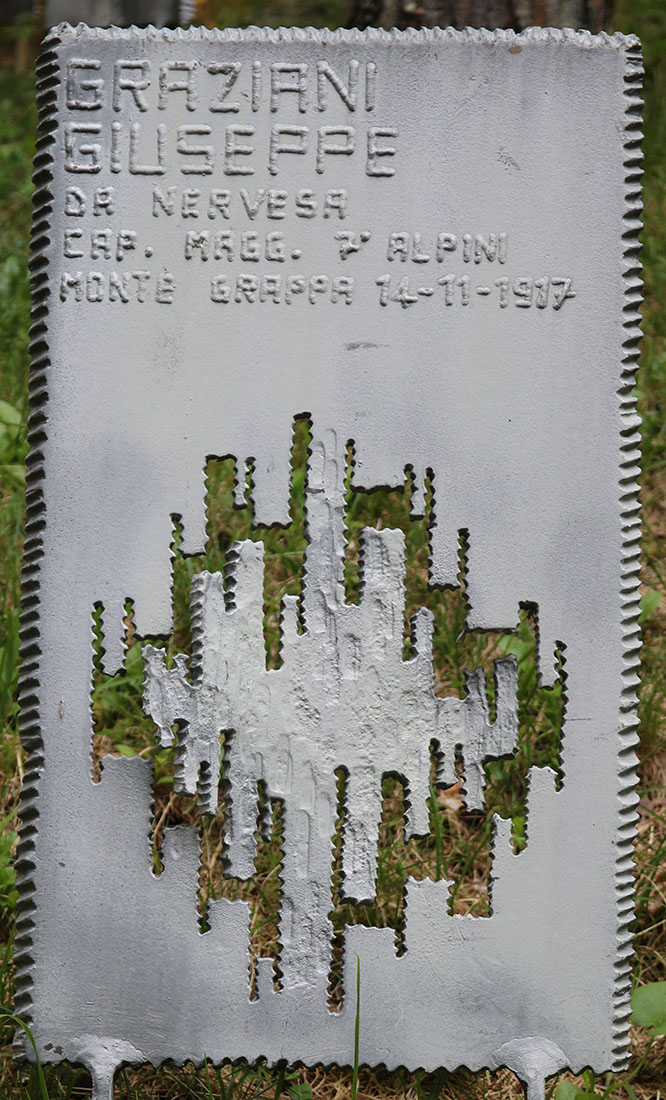 GRAZIANI
GIUSEPPE
DA NERVESA
CAP. MAGG. 7° ALPINI
MONTE GRAPPA 14-11-1917